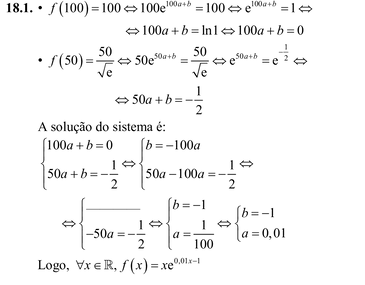 18.1. • f(100) = 100 ⇔ 100e^(100a+b) = 100 ⇔ e^(100a+b) = 1 ⇔
⇔ 100a + b = ln1 ⇔ 100a + b = 0
• f(50) = 50/√e ⇔ 50e^(50a+b) = 50/√e ⇔ e^(50a+b) = e^(-1/2) ⇔
⇔ 50a + b = -1/2
A solução do sistema é:
{100a + b = 0; 50a + b = -1/2 ⇔ {b = -100a; 50a - 100a = -1/2 ⇔
⇔ {______; -50a = -1/2 ⇔ {b = -1; a = 1/100 ⇔ {b = -1; a = 0,01
Logo, ∀x ∈ ℝ, f(x) = xe^(0,01x-1)